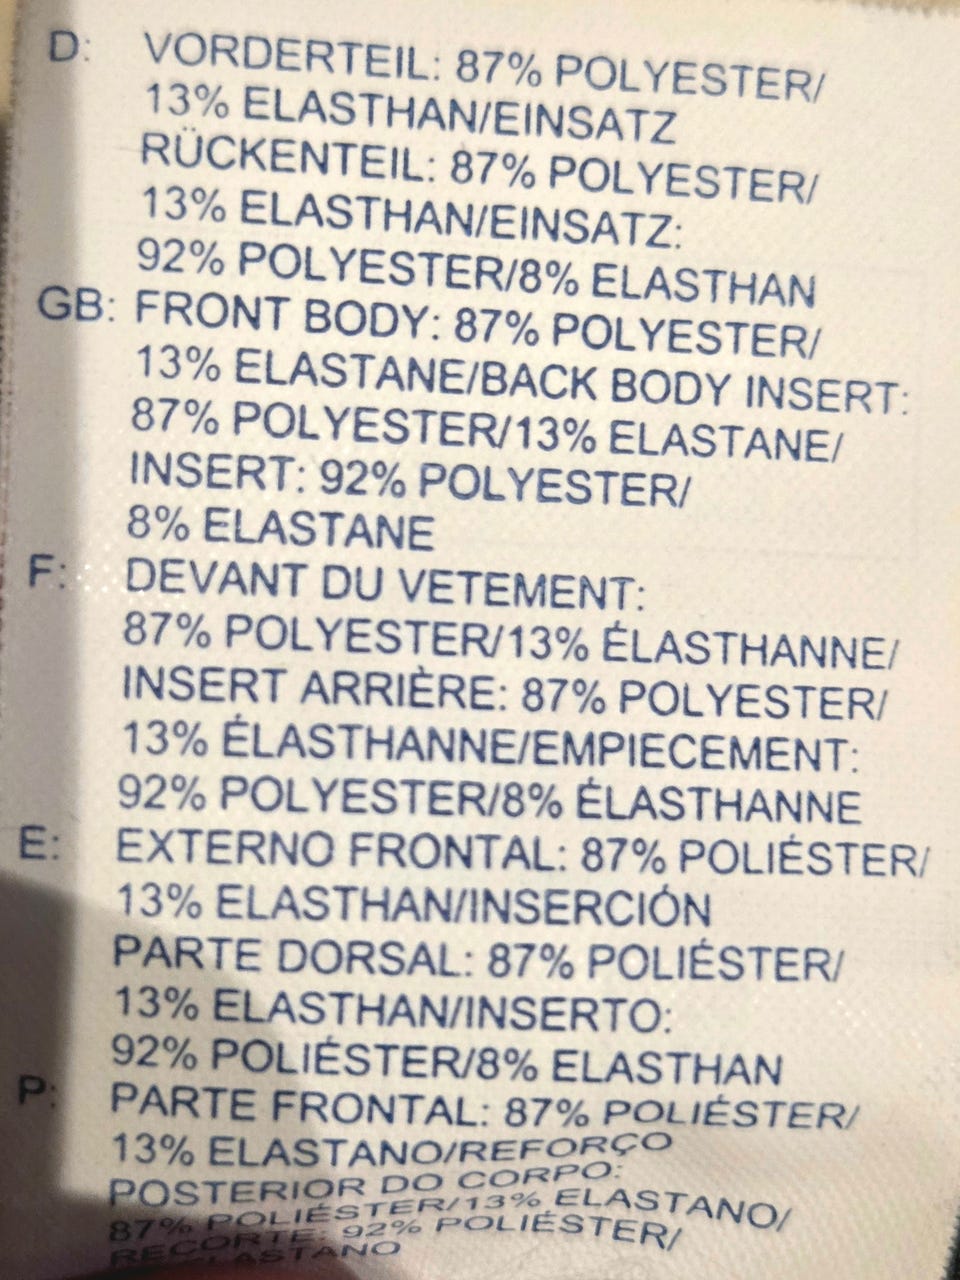 D: VORDERTEIL: 87% POLYESTER/
13% ELASTHAN/EINSATZ
RÜCKENTEIL: 87% POLYESTER/
13% ELASTHAN/EINSATZ:
92% POLYESTER/8% ELASTHAN
GB: FRONT BODY: 87% POLYESTER/
13% ELASTANE/BACK BODY INSERT:
87% POLYESTER/13% ELASTANE/
INSERT: 92% POLYESTER/
8% ELASTANE
F: DEVANT DU VETEMENT:
87% POLYESTER/13% ÉLASTHANNE/
INSERT ARRIÈRE: 87% POLYESTER/
13% ÉLASTHANNE/EMPIECEMENT:
92% POLYESTER/8% ÉLASTHANNE
E: EXTERNO FRONTAL: 87% POLIÉSTER/
13% ELASTHAN/INSERCIÓN
PARTE DORSAL: 87% POLIÉSTER/
13% ELASTHAN/INSERTO:
92% POLIÉSTER/8% ELASTHAN
P: PARTE FRONTAL: 87% POLIÉSTER/
13% ELASTANO/REFORÇO
POSTERIOR DO CORPO:
87% POLIÉSTER/13% ELASTANO/
RECORTE: 92% POLIÉSTER/
ELASTANO